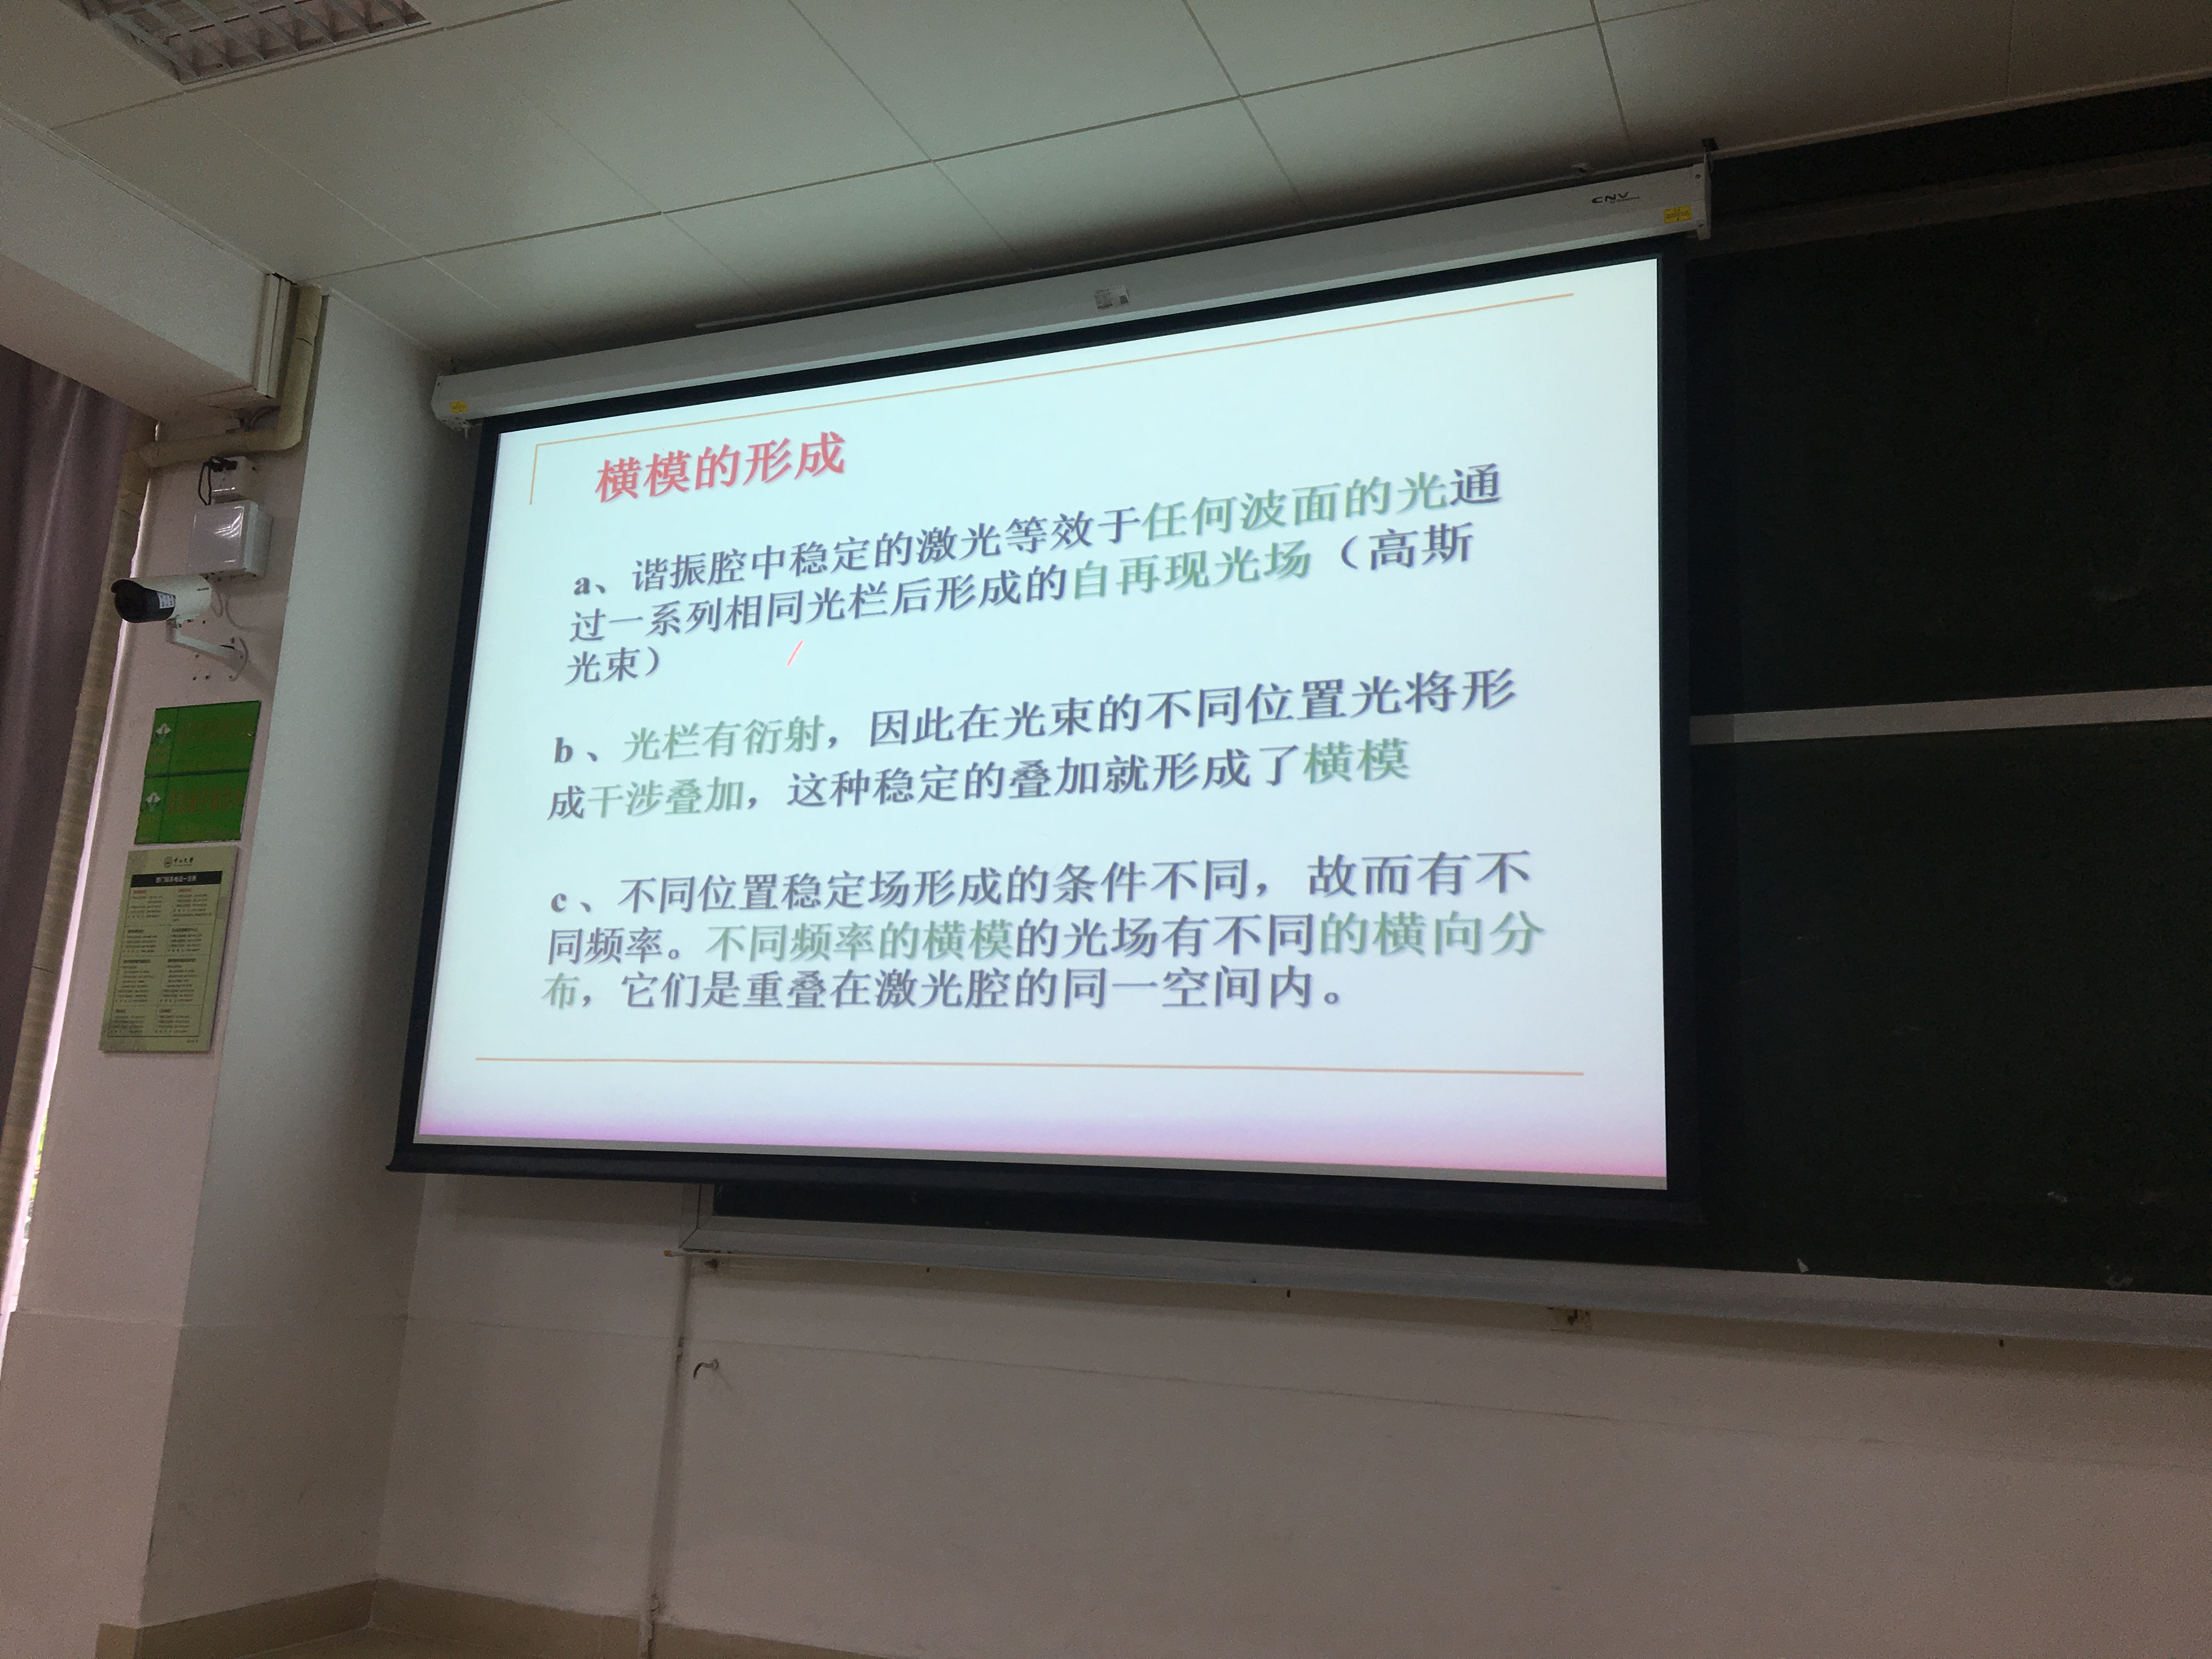 CNV
横模的形成
a、谐振腔中稳定的激光等效于任何波面的光通
过一系列相同光栏后形成的自再现光场（高斯
光束）
b、光栏有衍射，因此在光束的不同位置光将形
成干涉叠加，这种稳定的叠加就形成了横模
c、不同位置稳定场形成的条件不同，故而有不
同频率。不同频率的横模的光场有不同的横向分
布，它们是重叠在激光腔的同一空间内。